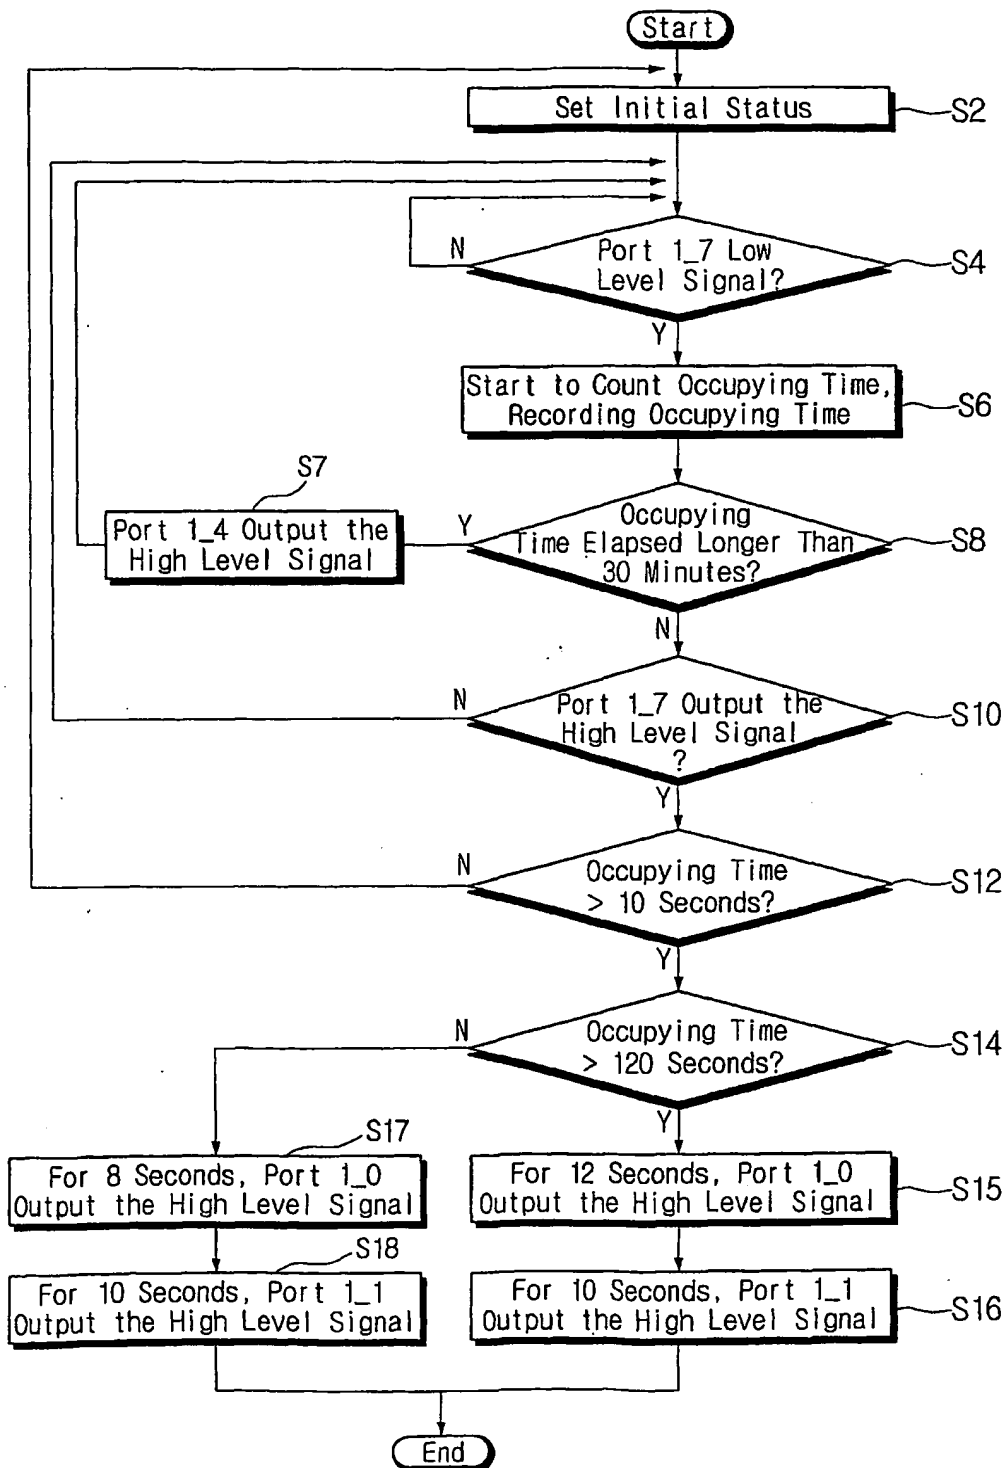 Start
Set Initial Status
S2
N
Port 1_7 Low
Level Signal?
S4
Y
Start to Count Occupying Time,
Recording Occupying Time
S6
S7
Port 1_4 Output the
High Level Signal
Y
Occupying
Time Elapsed Longer Than
30 Minutes?
S8
N
N
Port 1_7 Output the
High Level Signal
?
S10
Y
N
Occupying Time
> 10 Seconds?
S12
Y
N
Occupying Time
> 120 Seconds?
S14
Y
S17
For 8 Seconds, Port 1_0
Output the High Level Signal
For 12 Seconds, Port 1_0
Output the High Level Signal
S15
S18
For 10 Seconds, Port 1_1
Output the High Level Signal
For 10 Seconds, Port 1_1
Output the High Level Signal
S16
End